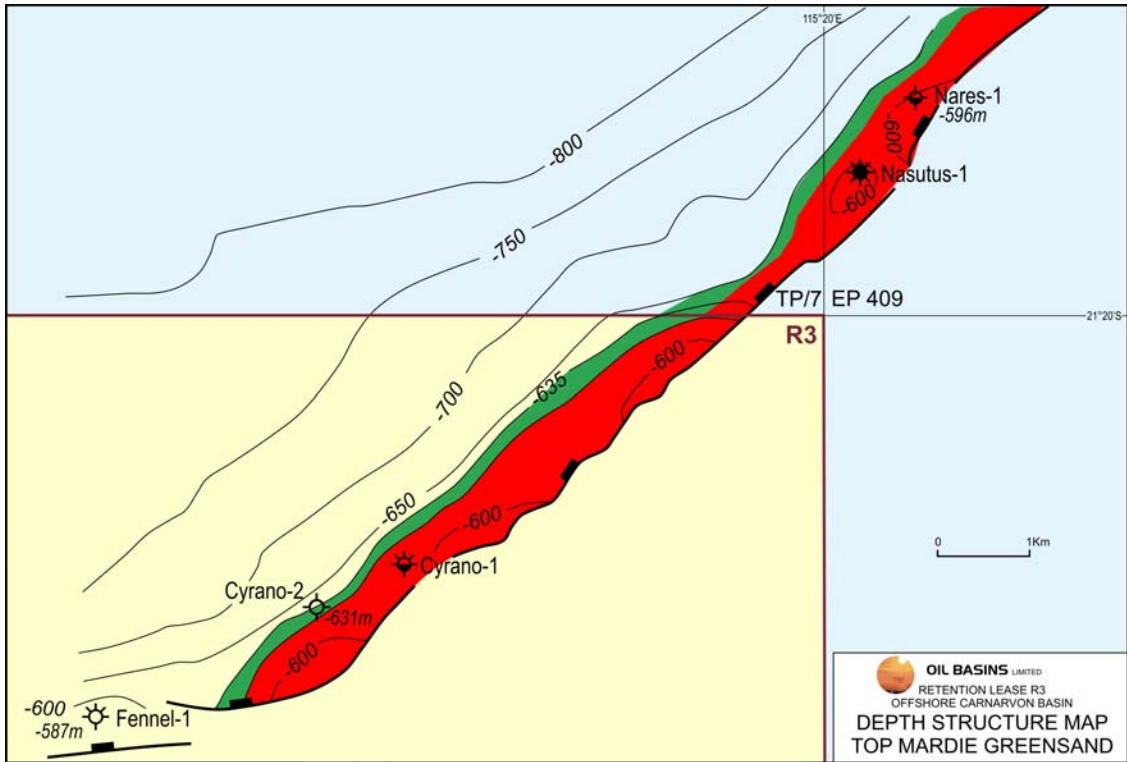 115°20'E
Nares-1
-596m
-800
-600
Nasutus-1
-600
-750
TP/7 EP 409
21°20'S
R3
-600
-635
-700
-650
-600
0 1Km
Cyrano-1
Cyrano-2
-631m
-600
-600
-587m
Fennel-1
OIL BASINS LIMITED
RETENTION LEASE R3
OFFSHORE CARNARVON BASIN
DEPTH STRUCTURE MAP
TOP MARDIE GREENSAND